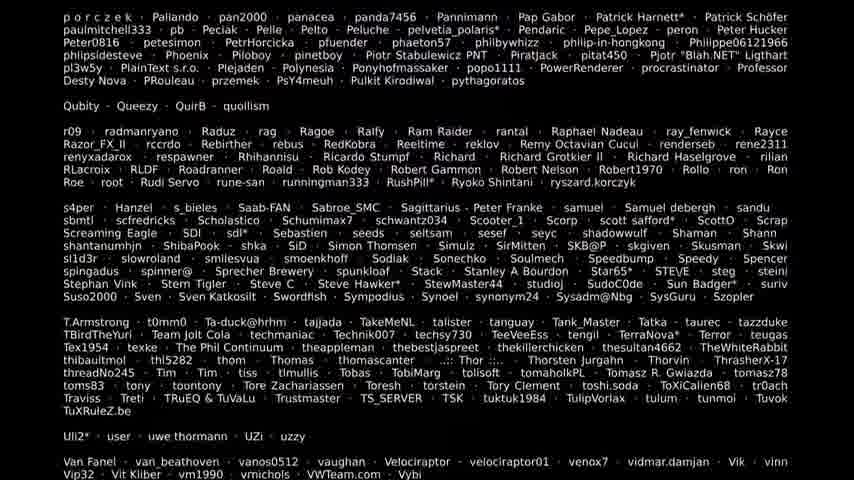 p o r c z e k · Pallando · pan2000 · panacea · panda7456 · Pannimann · Pap Gabor · Patrick Harnett* · Patrick Schöfer
paulmitchell333 · pb · Peciak · Pelle · Pelto · Peluche · pelvetia_polaris* · Pendaric · Pepe_Lopez · peron · Peter Hucker
Peter0816 · petesimon · PetrHorcicka · pfuender · phaeton57 · philbywhizz · philip-in-hongkong · Philippe06121966
phlipsidesteve · Phoenix · Piloboy · pinetboy · Piotr Stabulewicz PNT · PiratJack · pitat450 · Pjotr "Blah.NET" Ligthart
pl3w5y · PlainText s.r.o. · Plejaden · Polynesia · Ponyhofmassaker · popo1111 · PowerRenderer · procrastinator · Professor
Desty Nova · PRouleau · przemek · PsY4meuh · Pulkit Kirodiwal · pythagoratos
Qubity · Queezy · QuirB · quollism
r09 · radmanryano · Raduz · rag · Ragoe · Ralfy · Ram Raider · rantal · Raphael Nadeau · ray_fenwick · Rayce
Razor_FX_II · rccrdo · Rebirther · rebus · RedKobra · Reeltime · reklov · Remy Octavian Cucui · renderseb · rene2311
renyxadarox · respawner · Rhihannisu · Ricardo Stumpf · Richard · Richard Grotkier II · Richard Haselgrove · rilian
RLacroix · RLDF · Roadranner · Roald · Rob Kodey · Robert Gammon · Robert Nelson · Robert1970 · Rollo · ron · Ron
Roe · root · Rudi Servo · rune-san · runningman333 · RushPill* · Ryoko Shintani · ryszard.korczyk
s4per · Hanzel · s_bieles · Saab-FAN · Sabroe_SMC · Sagittarius - Peter Franke · samuel · Samuel debergh · sandu
sbmtl · scfredricks · Scholastico · Schumimax7 · schwantz034 · Scooter_1 · Scorp · scott safford* · ScottO · Scrap
Screaming Eagle · SDI · sdl* · Sebastien · seeds · seltsam · sesef · seyc · shadowwulf · Shaman · Shann
shantanumhjn · ShibaPook · shka · SiD · Simon Thomsen · Simulz · SirMitten · SKB@P · skgiven · Skusman · Skwi
sl1d3r · slowroland · smilesvua · smoenkhoff · Sodiak · Sonechko · Soulmech · Speedbump · Speedy · Spencer
spingadus · spinner@ · Sprecher Brewery · spunkloaf · Stack · Stanley A Bourdon · Star65* · STE\/E · steg · steini
Stephan Vink · Stern Tigler · Steve C · Steve Hawker* · StewMaster44 · studioj · SudoC0de · Sun Badger* · suriv
Suso2000 · Sven · Sven Katkosilt · Swordfish · Sympodius · Synoel · synonym24 · Sysadm@Nbg · SysGuru · Szopler
T.Armstrong · t0mm0 · Ta-duck@hrhm · tajjada · TakeMeNL · talister · tanguay · Tank_Master · Tatka · taurec · tazzduke
TBirdTheYuri · Team Jolt Cola · techmaniac · Technik007 · techsy730 · TeeVeeEss · tengil · TerraNova* · Terror · teugas
Tex1954 · texke · The Phil Continuum · theappleman · thebestjaspreet · thekillerchicken · thesultan4662 · TheWhiteRabbit
thibaultmol · thl5282 · thom · Thomas · thomascanter · ..:: Thor ::.. · Thorsten Jurgahn · Thorvin · ThrasherX-17
threadNo245 · Tim · Tim · tiss · tlmullis · Tobas · TobiMarg · tolisoft · tomaholkPL · Tomasz R. Gwiazda · tomasz78
toms83 · tony · toontony · Tore Zachariassen · Toresh · torstein · Tory Clement · toshi.soda · ToXiCalien68 · tr0ach
Traviss · Treti · TRuEQ & TuVaLu · Trustmaster · TS_SERVER · TSK · tuktuk1984 · TulipVorlax · tulum · tunmoi · Tuvok
TuXRuleZ.be
Uli2* · user · uwe thormann · UZi · uzzy
Van Fanel · van_beathoven · vanos0512 · vaughan · Velociraptor · velociraptor01 · venox7 · vidmar.damjan · Vik · vinn
Vip32 · Vit Kliber · vm1990 · vmichols · VWTeam.com · Vybi